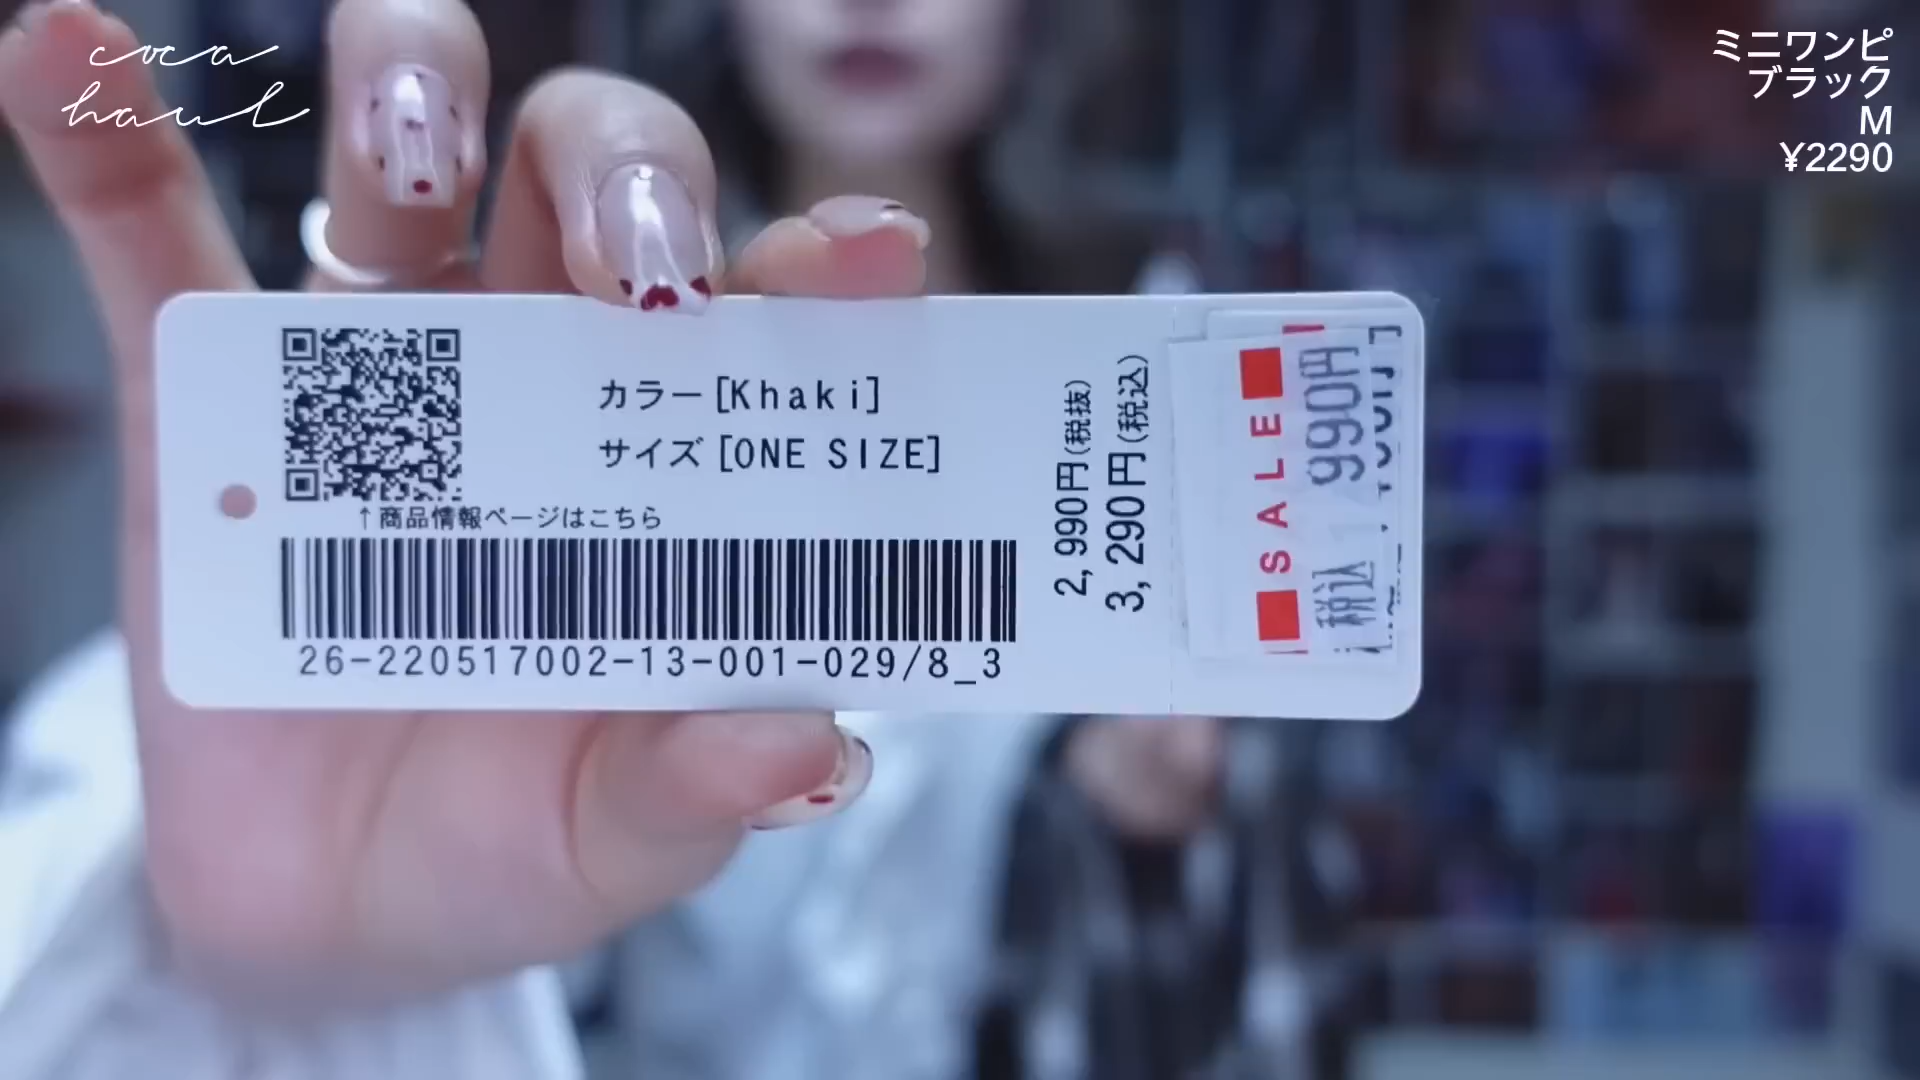 coca
haul
ミニワンピ
ブラック
M
¥2290
カラー[Khaki]
サイズ[ONE SIZE]
↑商品情報ページはこちら
26-220517002-13-001-029/8_3
2,990円(税抜)
3,290円(税込)
SALE
税込 990円